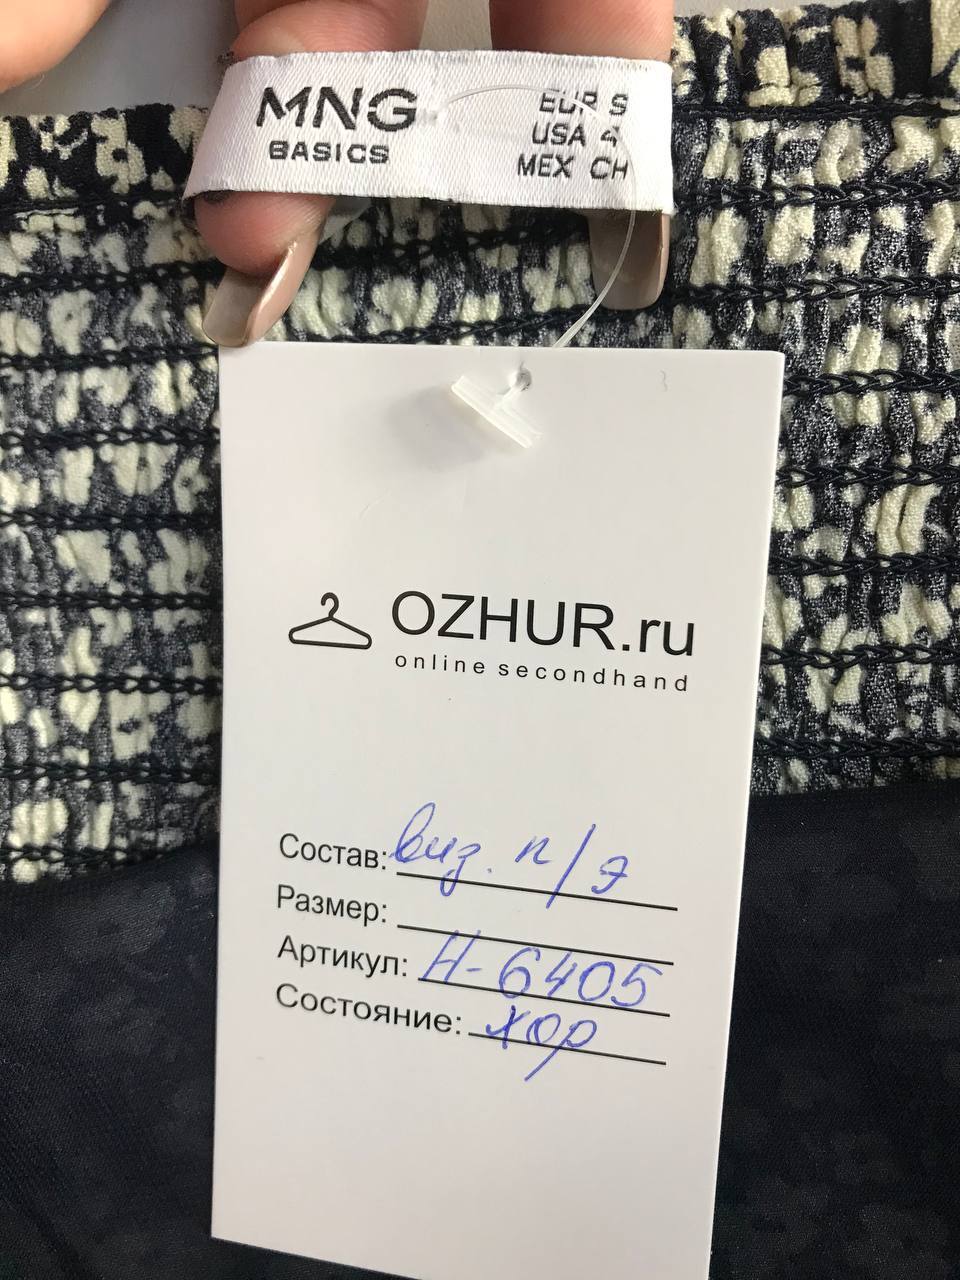 MNG
BASICS
EUR S
USA 4
MEX CH
OZHUR.ru
online secondhand
Состав: виз. п/э
Размер:
Артикул: Н-6405
Состояние: хор